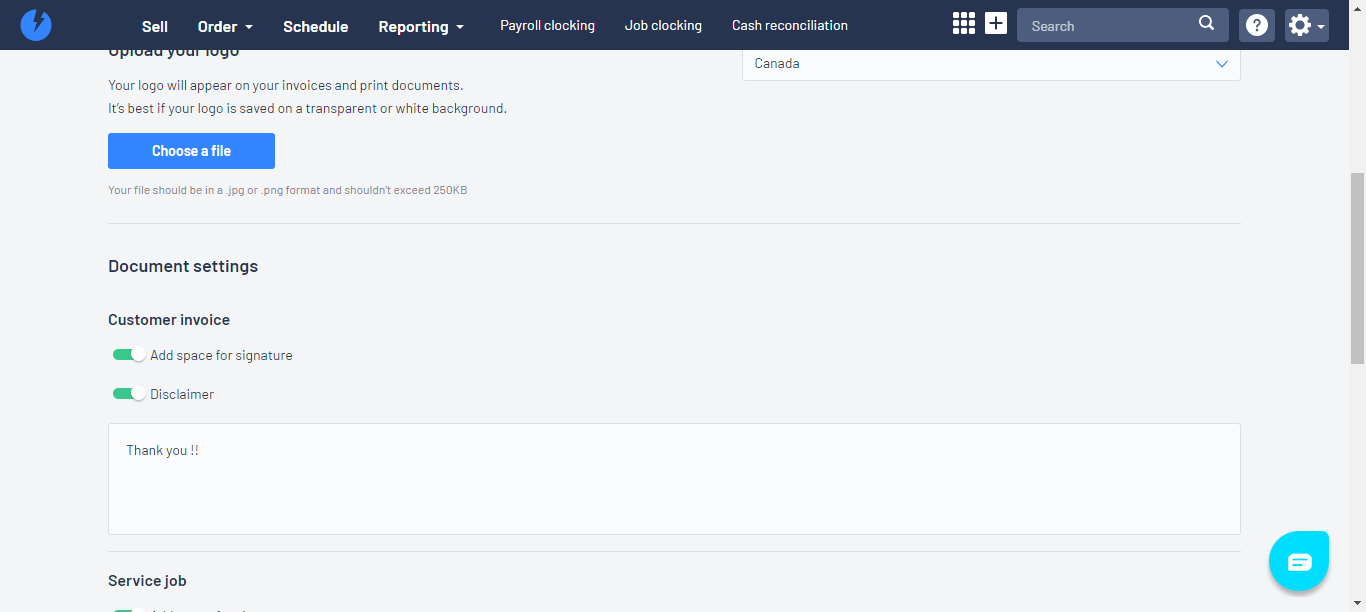 Sell
Order
Schedule
Reporting
Payroll clocking
Job clocking
Cash reconciliation
Search
?
Upload your logo
Canada
Your logo will appear on your invoices and print documents.
It's best if your logo is saved on a transparent or white background.
Choose a file
Your file should be in a .jpg or .png format and shouldn't exceed 250KB
Document settings
Customer invoice
Add space for signature
Disclaimer
Thank you !!
Service job